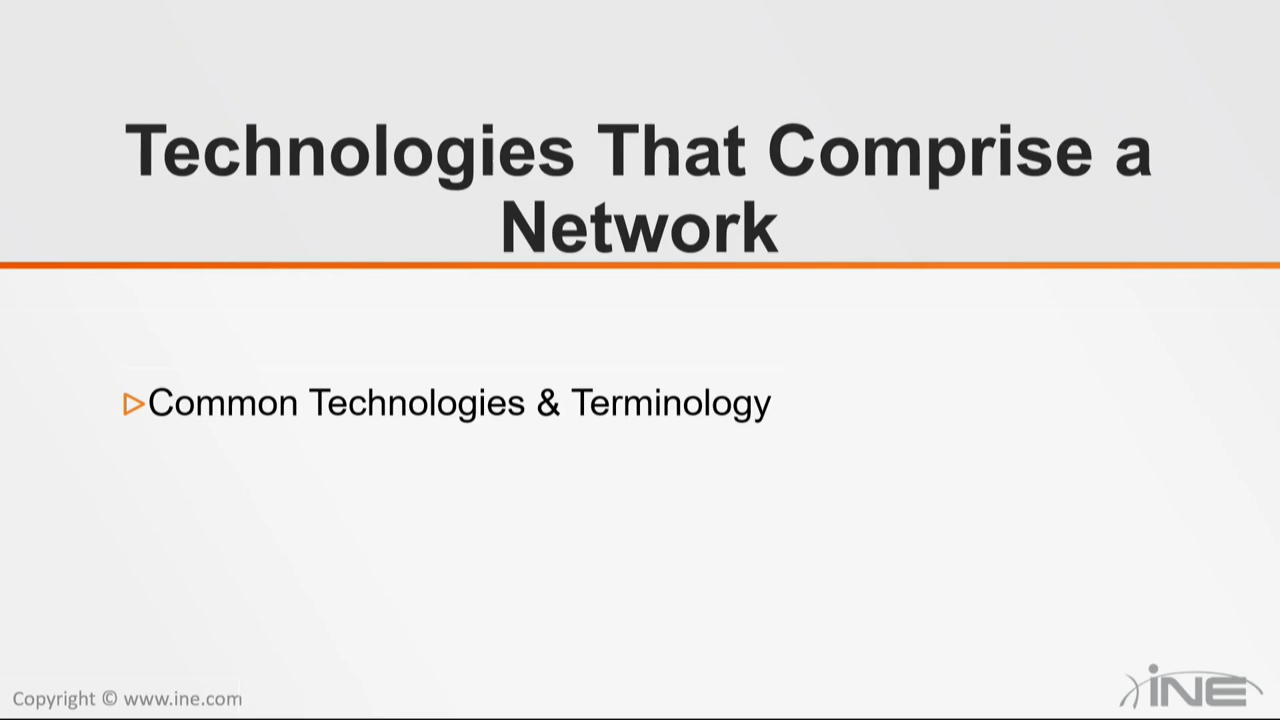 Technologies That Comprise a
Network
Common Technologies & Terminology
Copyright © www.ine.com
iNE